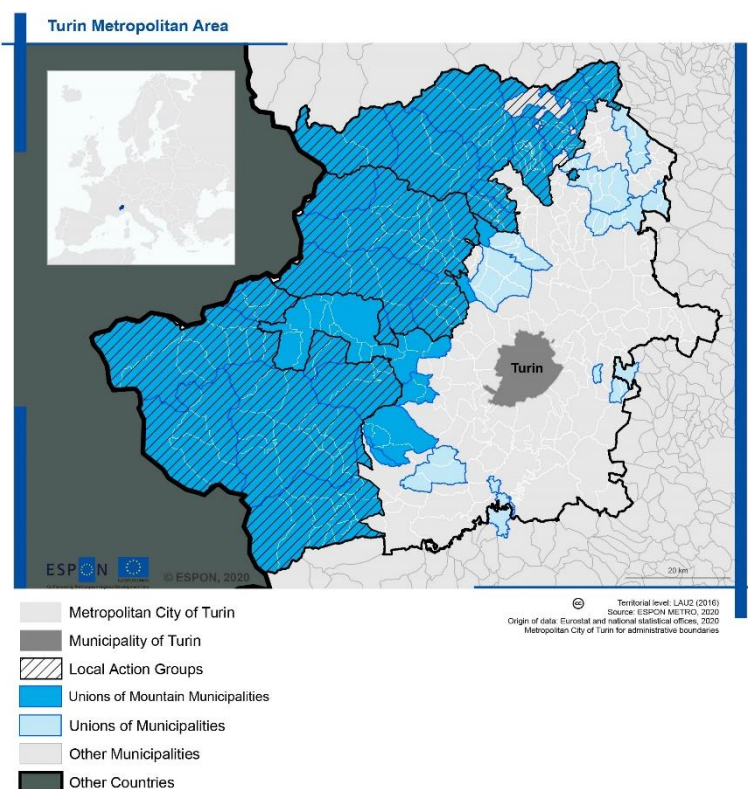 Turin Metropolitan Area
Turin
ESPON
© ESPON, 2020
20 km
Territorial level: LAU2 (2016)
Source: ESPON METRO, 2020
Origin of data: Eurostat and national statistical offices, 2020
Metropolitan City of Turin for administrative boundaries
Metropolitan City of Turin
Municipality of Turin
Local Action Groups
Unions of Mountain Municipalities
Unions of Municipalities
Other Municipalities
Other Countries